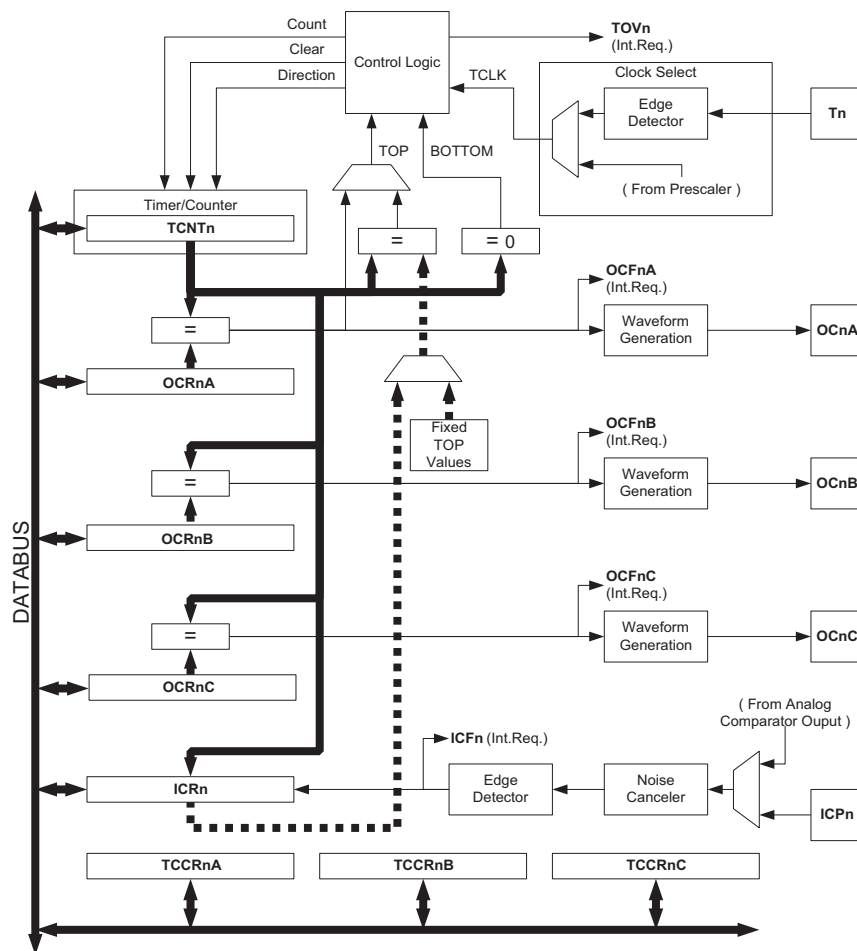 Count
TOVn
(Int.Req.)
Clear
Control Logic
Clock Select
Direction
TCLK
Edge
Detector
Tn
TOP
BOTTOM
( From Prescaler )
Timer/Counter
TCNTn
=
= 0
OCFnA
(Int.Req.)
=
Waveform
Generation
OCnA
OCRnA
Fixed
TOP
Values
OCFnB
(Int.Req.)
=
Waveform
Generation
OCnB
OCRnB
DATABUS
OCFnC
(Int.Req.)
=
Waveform
Generation
OCnC
OCRnC
( From Analog
Comparator Ouput )
ICFn (Int.Req.)
ICRn
Edge
Detector
Noise
Canceler
ICPn
TCCRnA
TCCRnB
TCCRnC